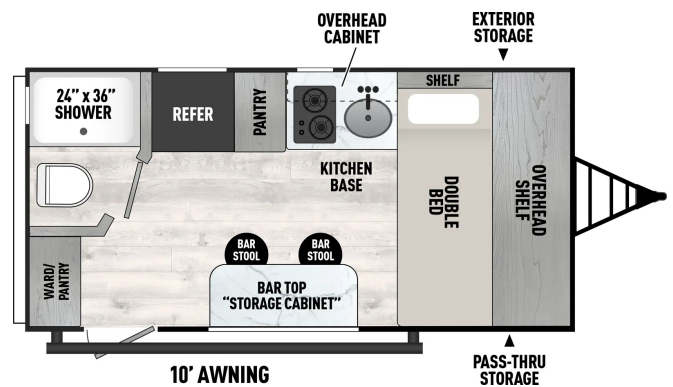 OVERHEAD
CABINET
EXTERIOR
STORAGE
24" x 36"
SHOWER
REFER
PANTRY
SHELF
KITCHEN
BASE
DOUBLE
BED
OVERHEAD
SHELF
BAR
STOOL
BAR
STOOL
WARD/
PANTRY
BAR TOP
“STORAGE CABINET”
10’ AWNING
PASS-THRU
STORAGE